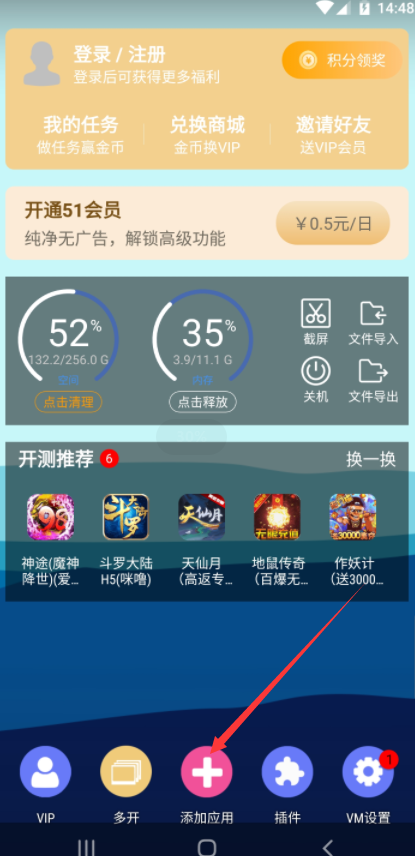 14:48
登录 / 注册
登录后可获得更多福利
积分领奖
我的任务
做任务赢金币
兑换商城
金币换VIP
邀请好友
送VIP会员
开通51会员
纯净无广告，解锁高级功能
￥0.5元/日
52%
132.2/256.0 G
空间
点击清理
35%
3.9/11.1 G
内存
点击释放
截屏
文件导入
关机
文件导出
开测推荐 6
换一换
神途(魔神
降世)(爱...
斗罗大陆
H5(咪噜)
天仙月
（高返专...
地鼠传奇
（百爆无...
作妖计
（送3000...
VIP
多开
添加应用
插件
1
VM设置